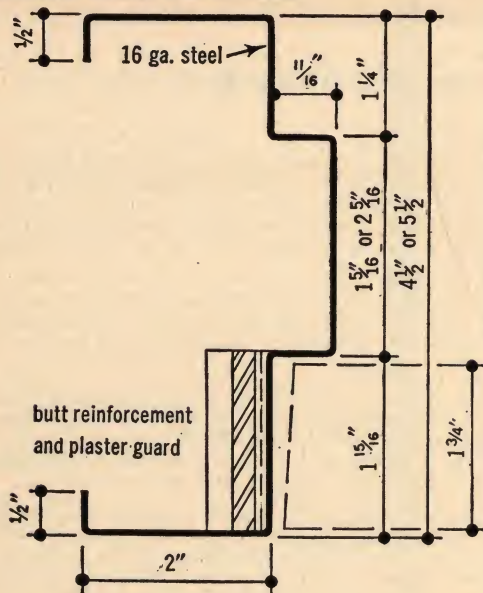 1/2"
16 ga. steel
11/16"
1 1/4"
1 5/16" or 2 5/16"
4 1/2" or 5 1/2"
butt reinforcement
and plaster guard
1 15/16"
1 3/4"
1/2"
2"